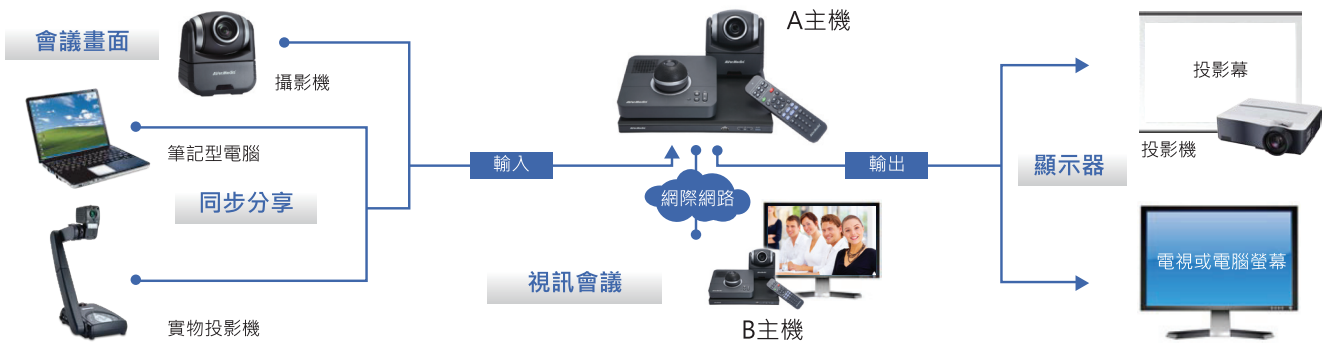 會議畫面
攝影機
筆記型電腦
同步分享
實物投影機
輸入
A主機
網際網路
視訊會議
B主機
輸出
顯示器
投影幕
投影機
電視或電腦螢幕